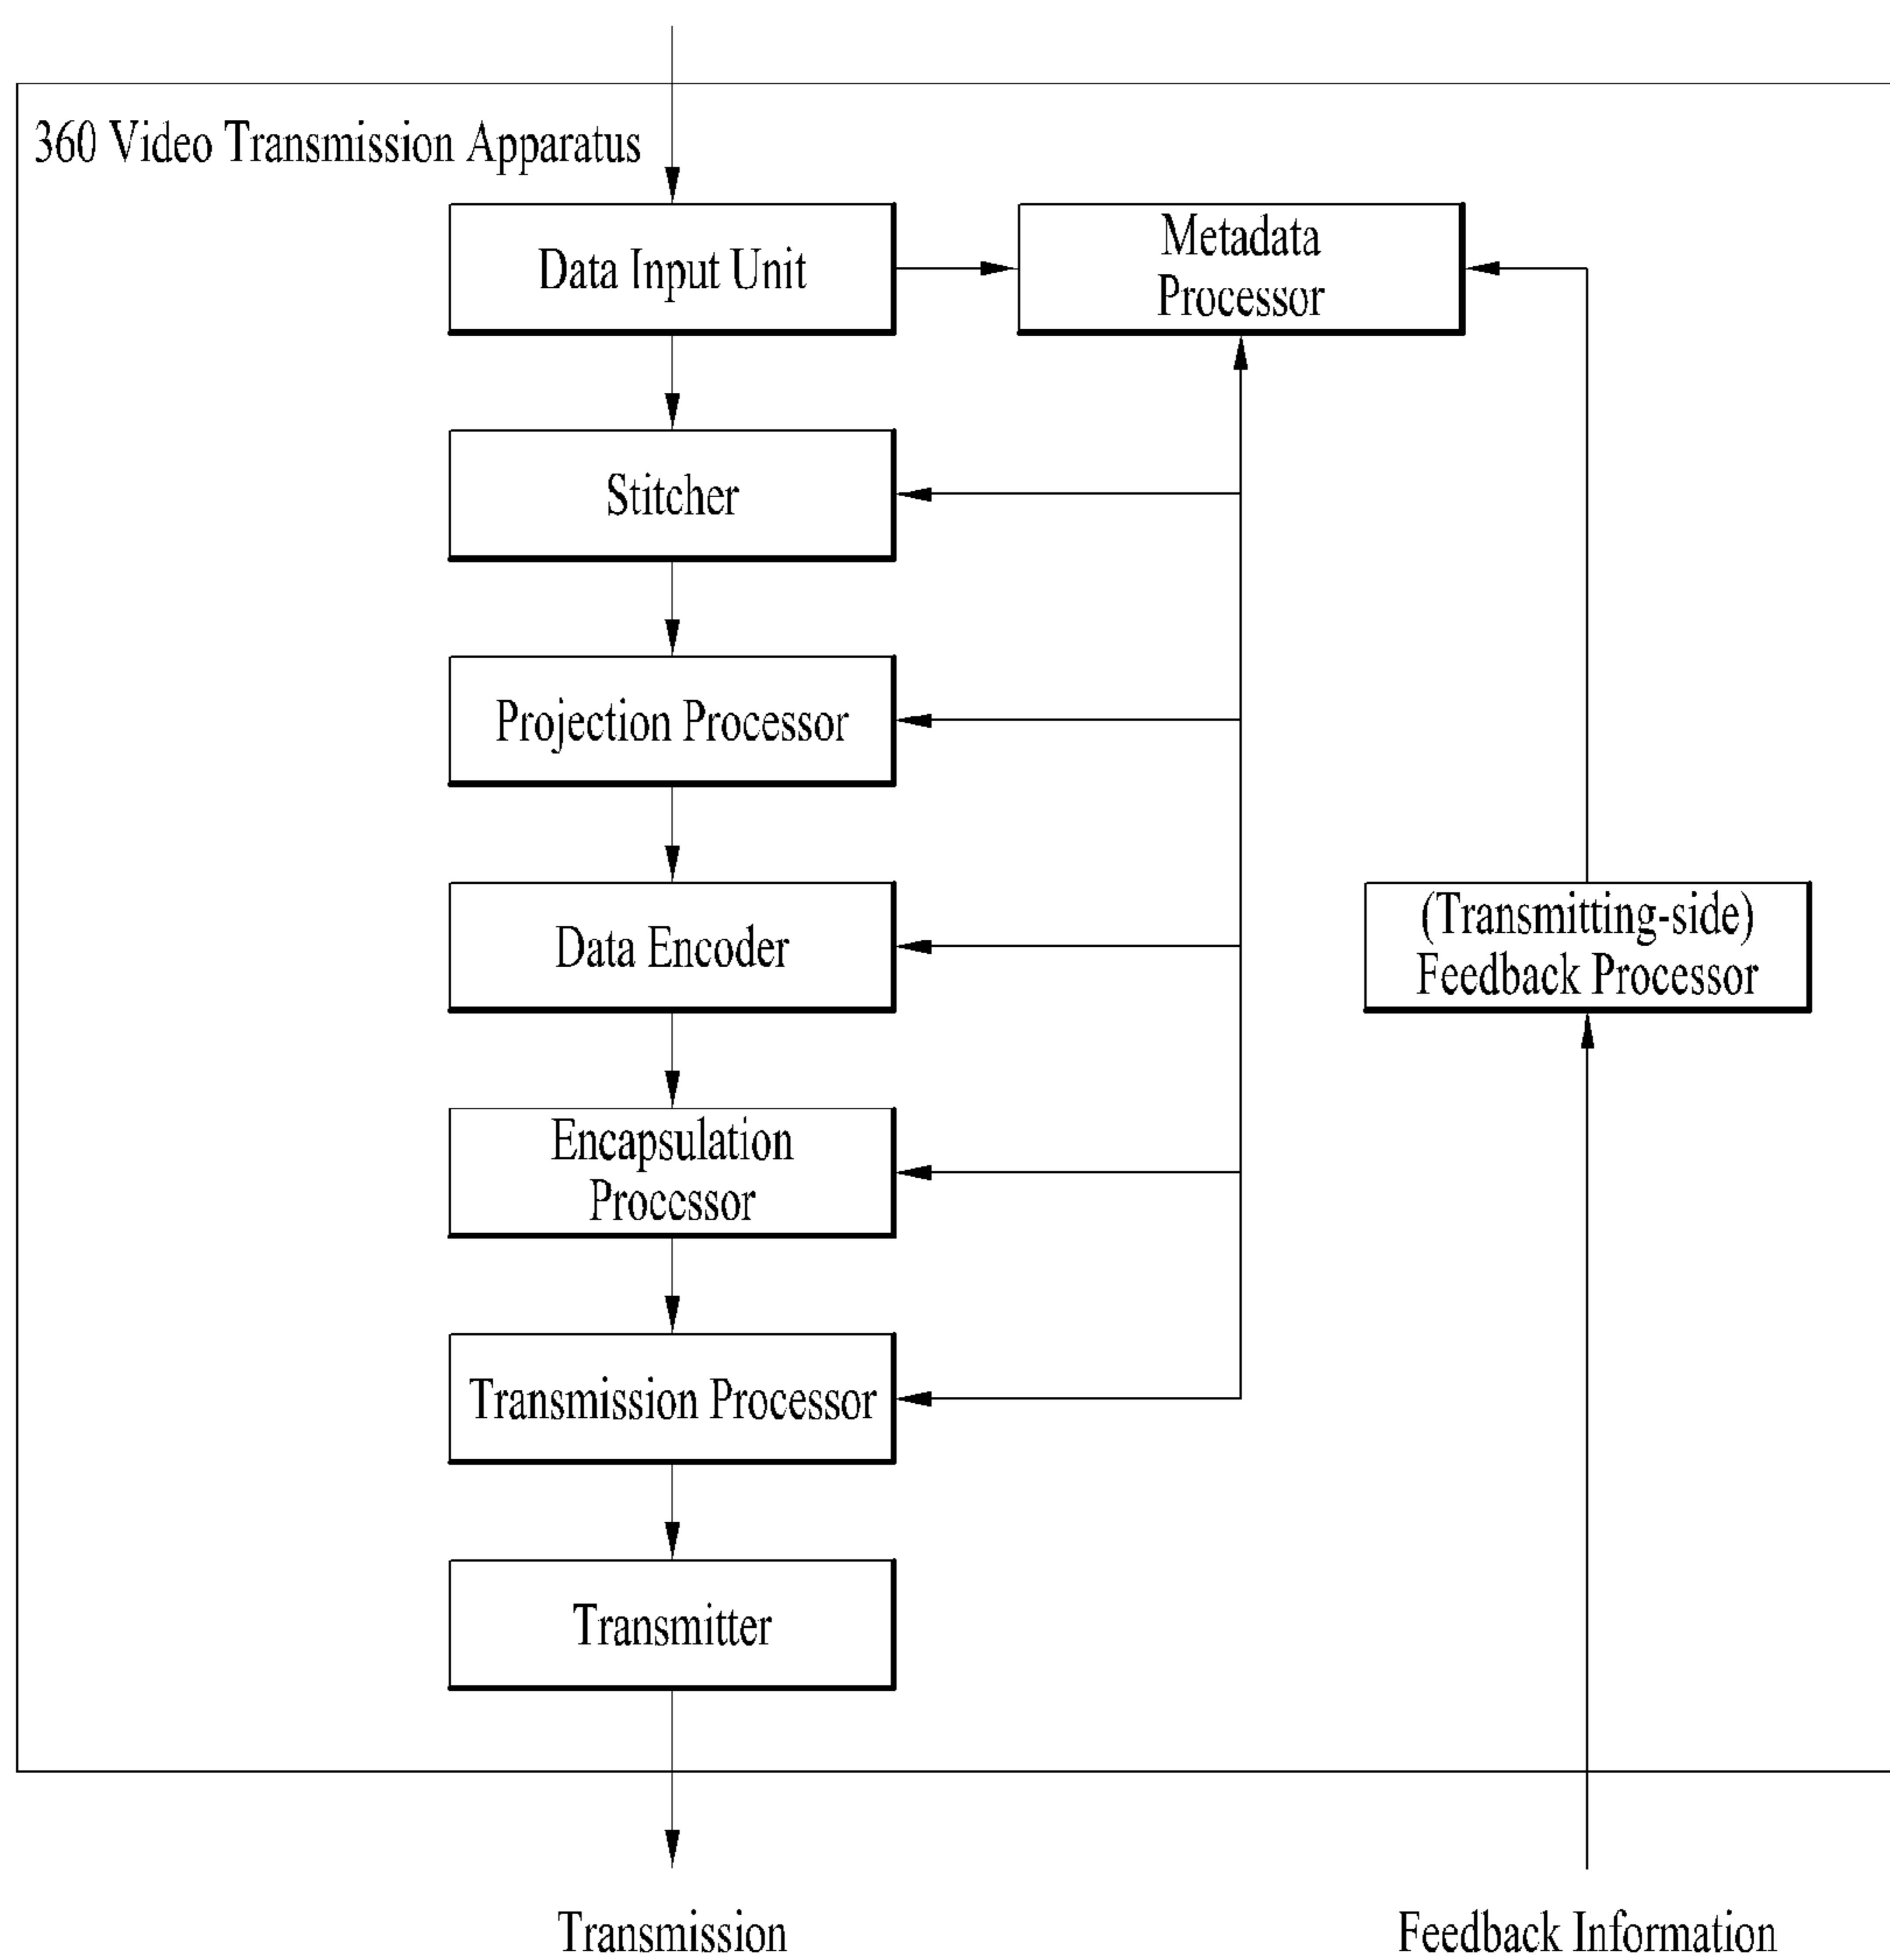 360 Video Transmission Apparatus
Data Input Unit
Metadata
Processor
Stitcher
Projection Processor
Data Encoder
(Transmitting-side)
Feedback Processor
Encapsulation
Processor
Transmission Processor
Transmitter
Transmission
Feedback Information